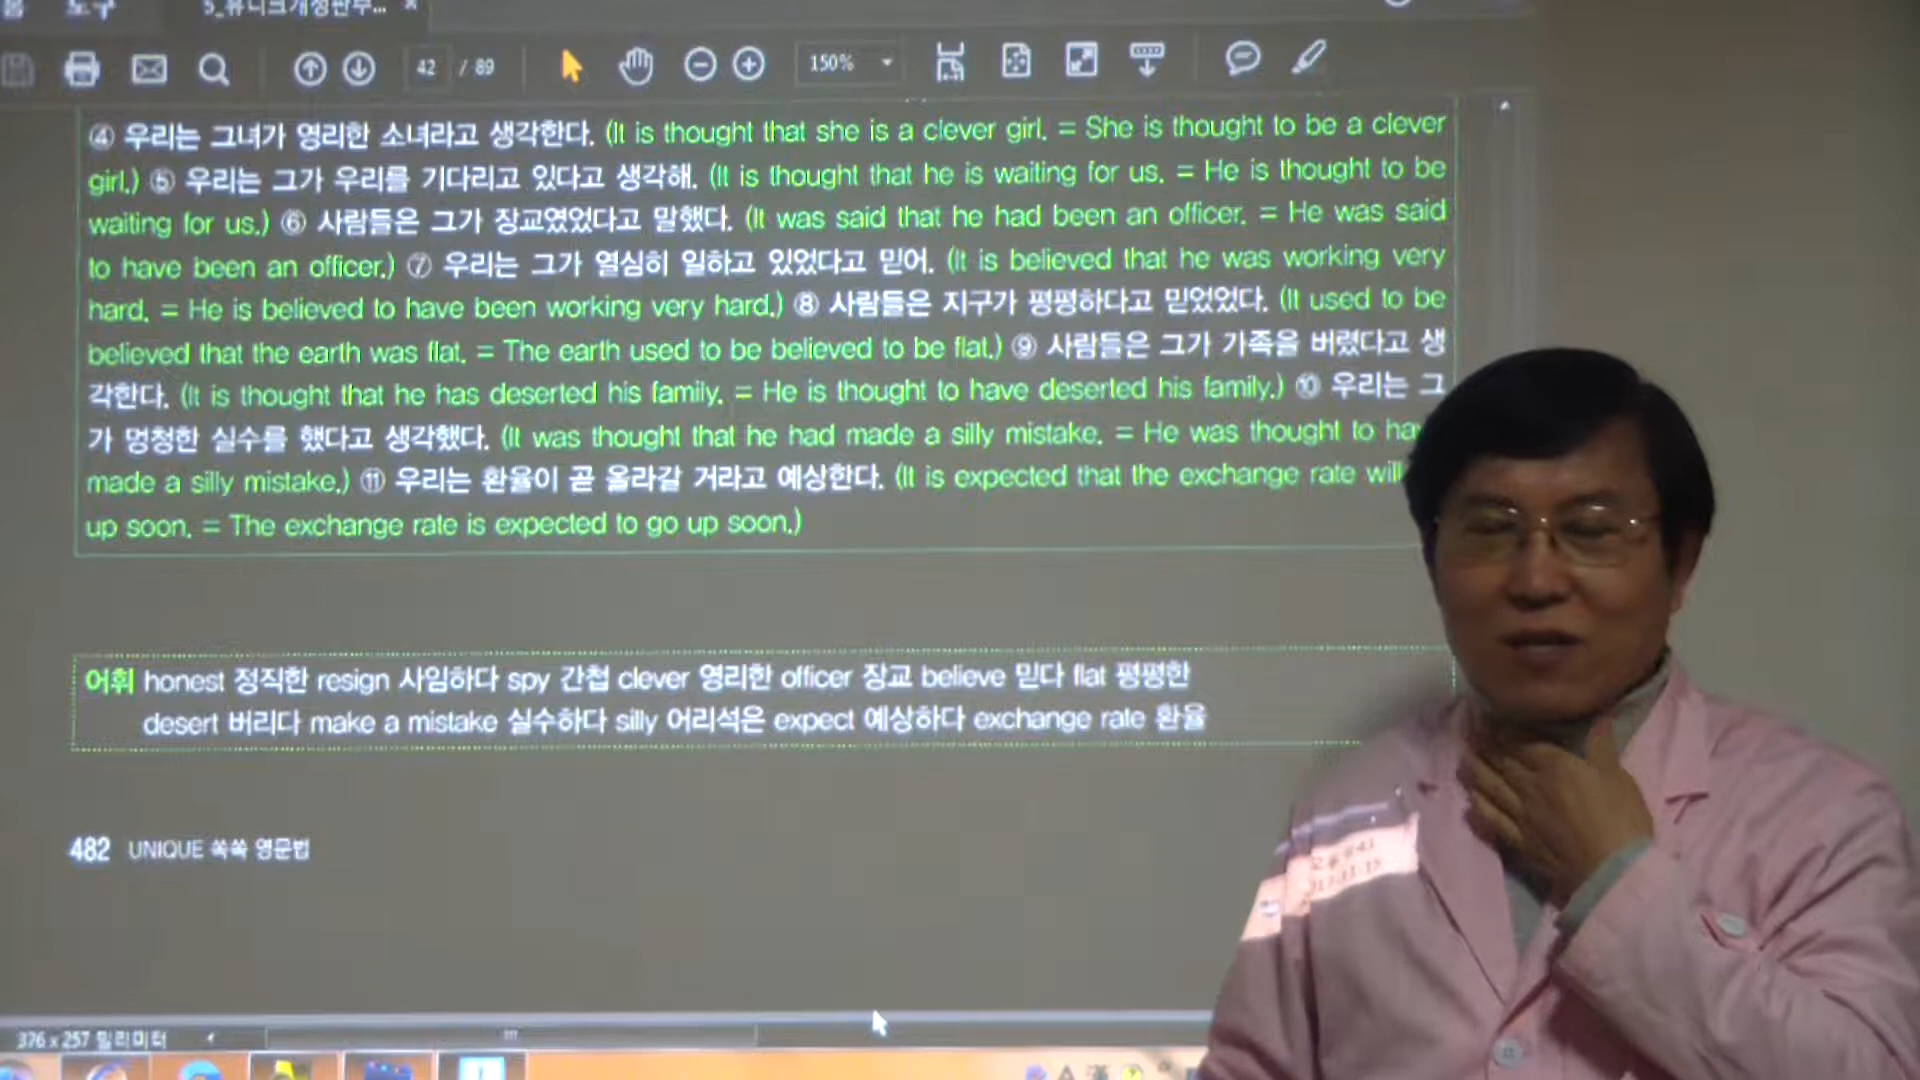 도구
42 / 89
150%
④ 우리는 그녀가 영리한 소녀라고 생각한다. (It is thought that she is a clever girl. = She is thought to be a clever
girl.) ⑤ 우리는 그가 우리를 기다리고 있다고 생각해. (It is thought that he is waiting for us. = He is thought to be
waiting for us.) ⑥ 사람들은 그가 장교였었다고 말했다. (It was said that he had been an officer. = He was said
to have been an officer.) ⑦ 우리는 그가 열심히 일하고 있었다고 믿어. (It is believed that he was working very
hard. = He is believed to have been working very hard.) ⑧ 사람들은 지구가 평평하다고 믿었었다. (It used to be
believed that the earth was flat. = The earth used to be believed to be flat.) ⑨ 사람들은 그가 가족을 버렸다고 생
각한다. (It is thought that he has deserted his family. = He is thought to have deserted his family.) ⑩ 우리는 그
가 멍청한 실수를 했다고 생각했다. (It was thought that he had made a silly mistake. = He was thought to ha
made a silly mistake.) ⑪ 우리는 환율이 곧 올라갈 거라고 예상한다. (It is expected that the exchange rate will
up soon. = The exchange rate is expected to go up soon.)
어휘 honest 정직한 resign 사임하다 spy 간첩 clever 영리한 officer 장교 believe 믿다 flat 평평한
desert 버리다 make a mistake 실수하다 silly 어리석은 expect 예상하다 exchange rate 환율
482 UNIQUE 쏙쏙 영문법
376 x 257 밀리미터